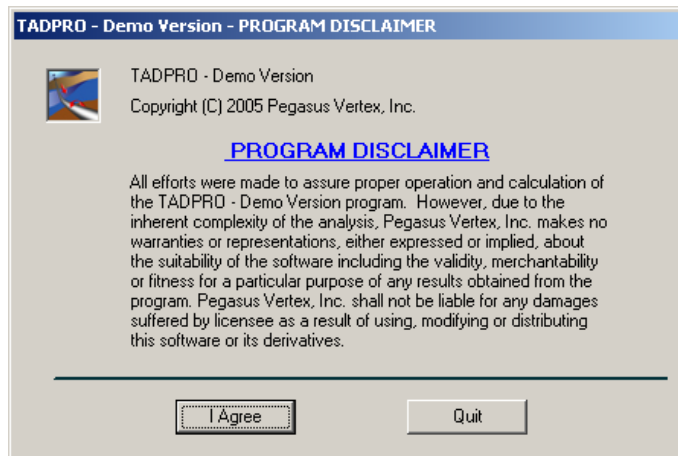 TADPRO - Demo Version - PROGRAM DISCLAIMER
TADPRO - Demo Version
Copyright (C) 2005 Pegasus Vertex, Inc.
PROGRAM DISCLAIMER
All efforts were made to assure proper operation and calculation of
the TADPRO - Demo Version program.  However, due to the
inherent complexity of the analysis, Pegasus Vertex, Inc. makes no
warranties or representations, either expressed or implied, about
the suitability of the software including the validity, merchantability
or fitness for a particular purpose of any results obtained from the
program. Pegasus Vertex, Inc. shall not be liable for any damages
suffered by licensee as a result of using, modifying or distributing
this software or its derivatives.
I Agree
Quit